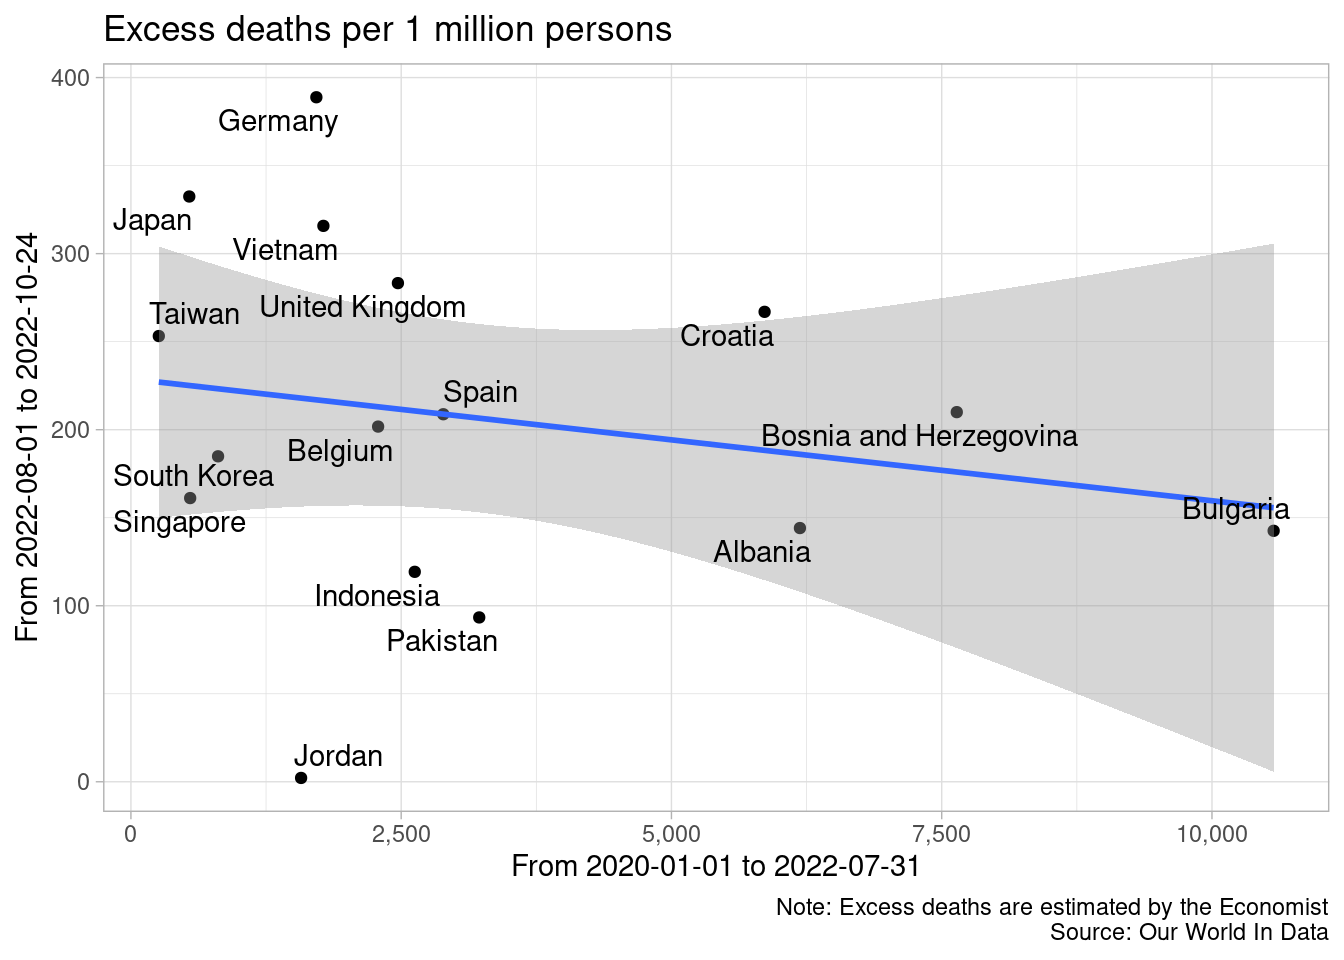 Excess deaths per 1 million persons
400
Germany
Japan
Vietnam
300
United Kingdom
Taiwan
Croatia
Spain
200
Bosnia and Herzegovina
Belgium
South Korea
Bulgaria
Singapore
Albania
100
Indonesia
Pakistan
Jordan
0
From 2022-08-01 to 2022-10-24
0 2,500 5,000 7,500 10,000
From 2020-01-01 to 2022-07-31
Note: Excess deaths are estimated by the Economist
Source: Our World In Data